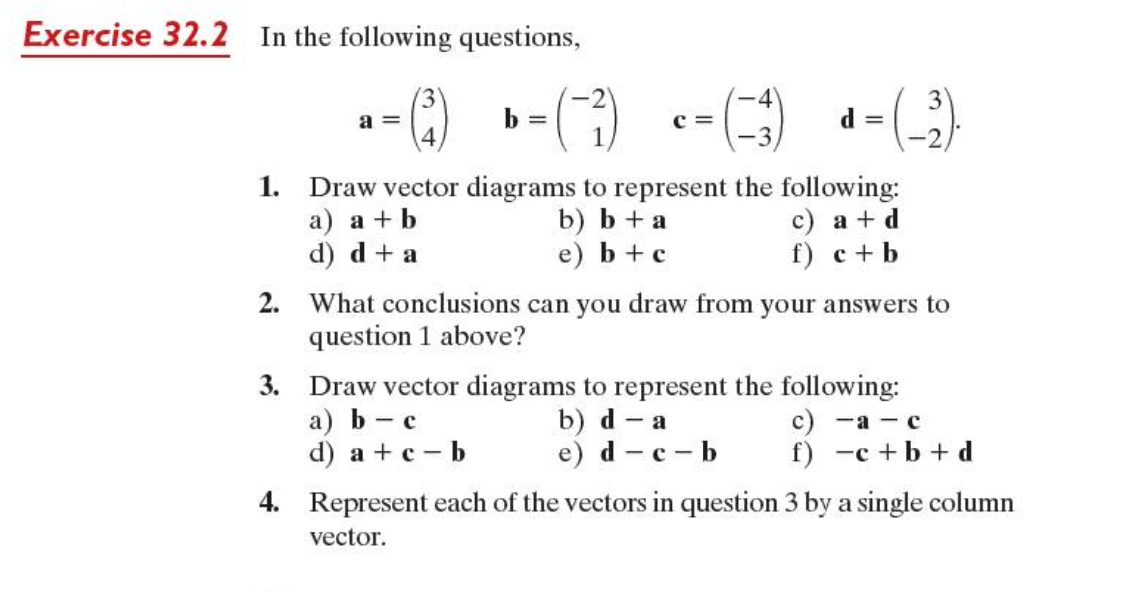 Exercise 32.2 In the following questions,
a = (3 4) b = (−2 1) c = (−4 −3) d = (3 −2).
1. Draw vector diagrams to represent the following:
a) a + b b) b + a c) a + d
d) d + a e) b + c f) c + b
2. What conclusions can you draw from your answers to
question 1 above?
3. Draw vector diagrams to represent the following:
a) b − c b) d − a c) −a − c
d) a + c − b e) d − c − b f) −c + b + d
4. Represent each of the vectors in question 3 by a single column
vector.